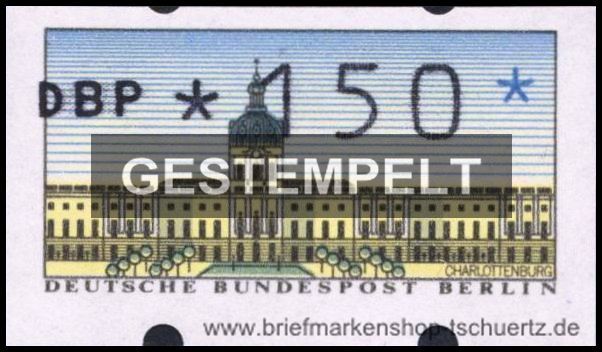 DBP * 150 *
GESTEMPELT
CHARLOTTENBURG
DEUTSCHE BUNDESPOST BERLIN
www.briefmarkenshop-tschuertz.de